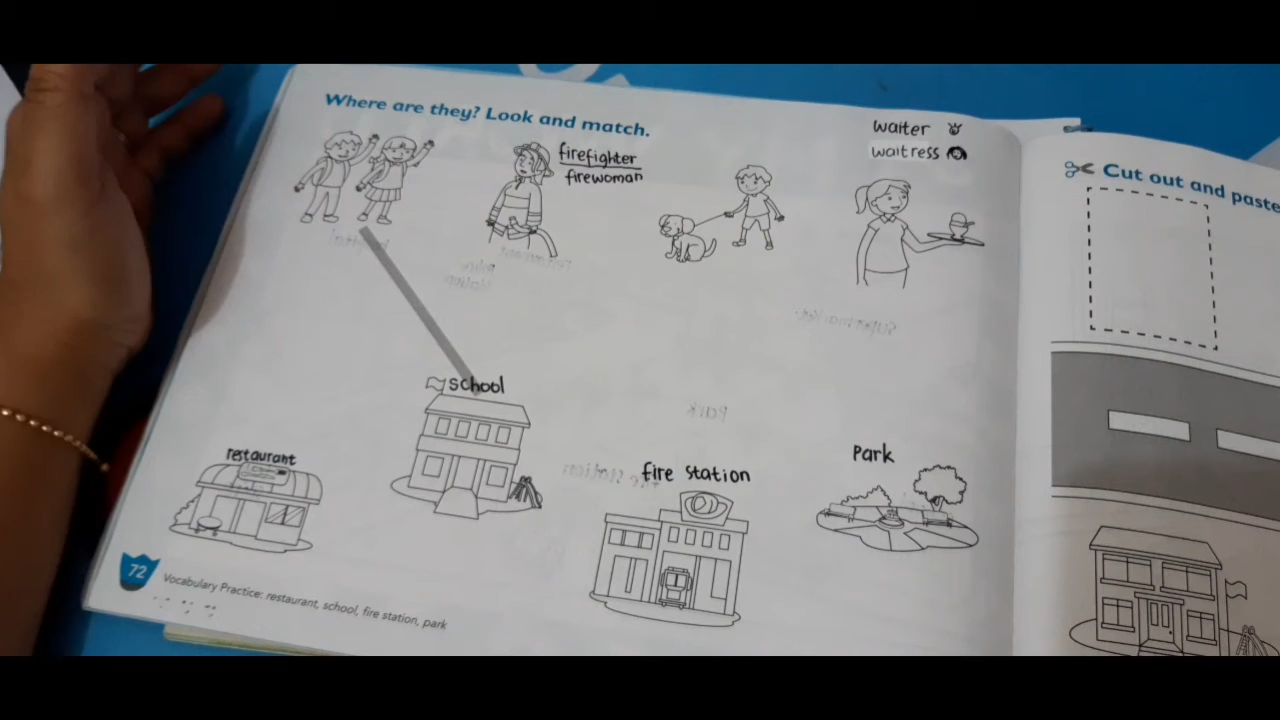 Where are they? Look and match.
firefighter
firewoman
waiter
waitress
Cut out and paste
school
restaurant
fire station
Park
72
Vocabulary Practice: restaurant, school, fire station, park